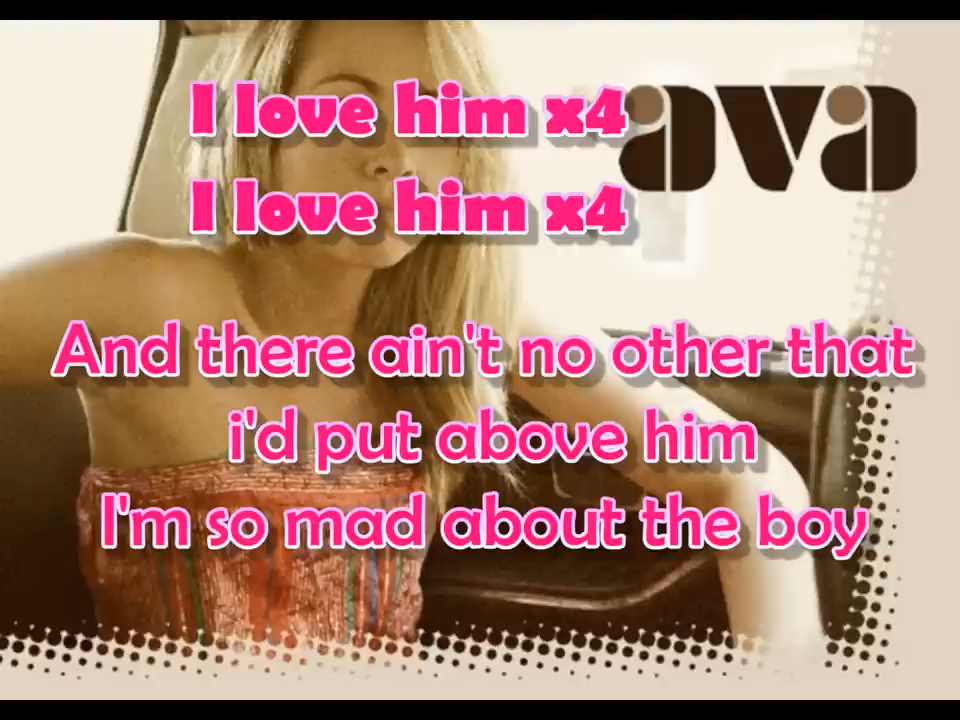 I love him x4
ava
I love him x4
And there ain't no other that
i'd put above him
I'm so mad about the boy